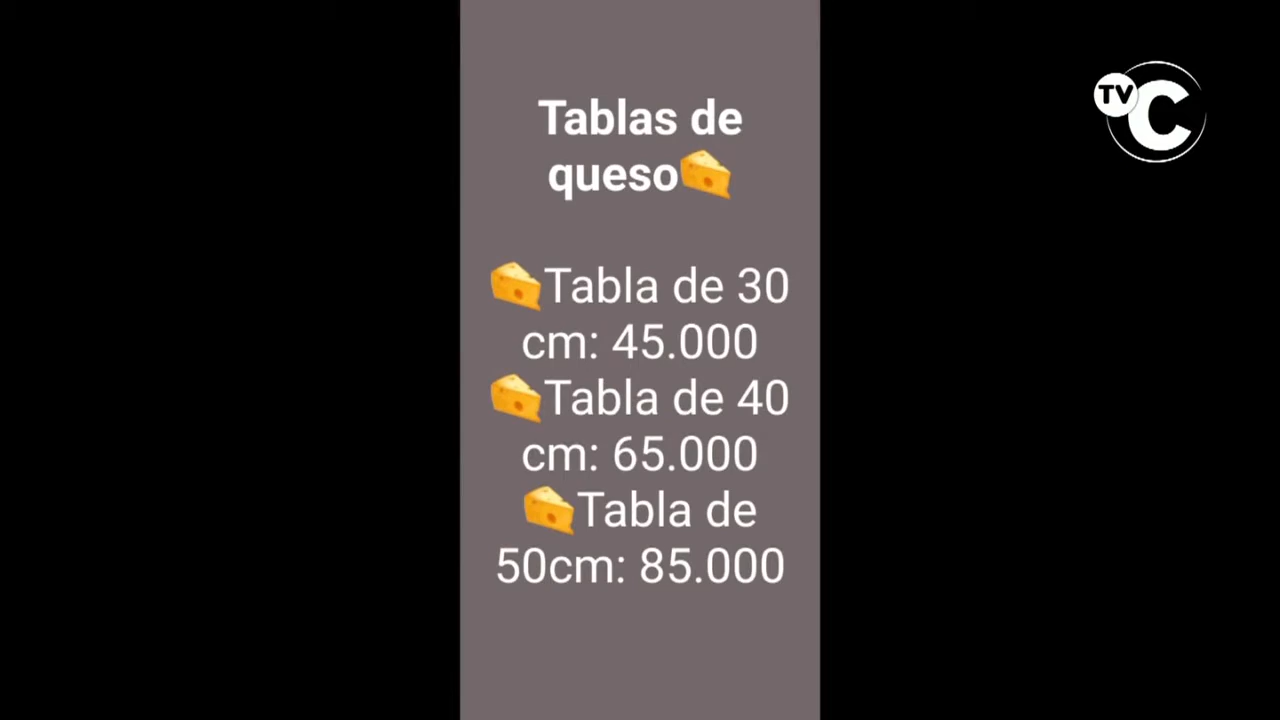 TV C
Tablas de
queso🧀
🧀Tabla de 30
cm: 45.000
🧀Tabla de 40
cm: 65.000
🧀Tabla de
50cm: 85.000